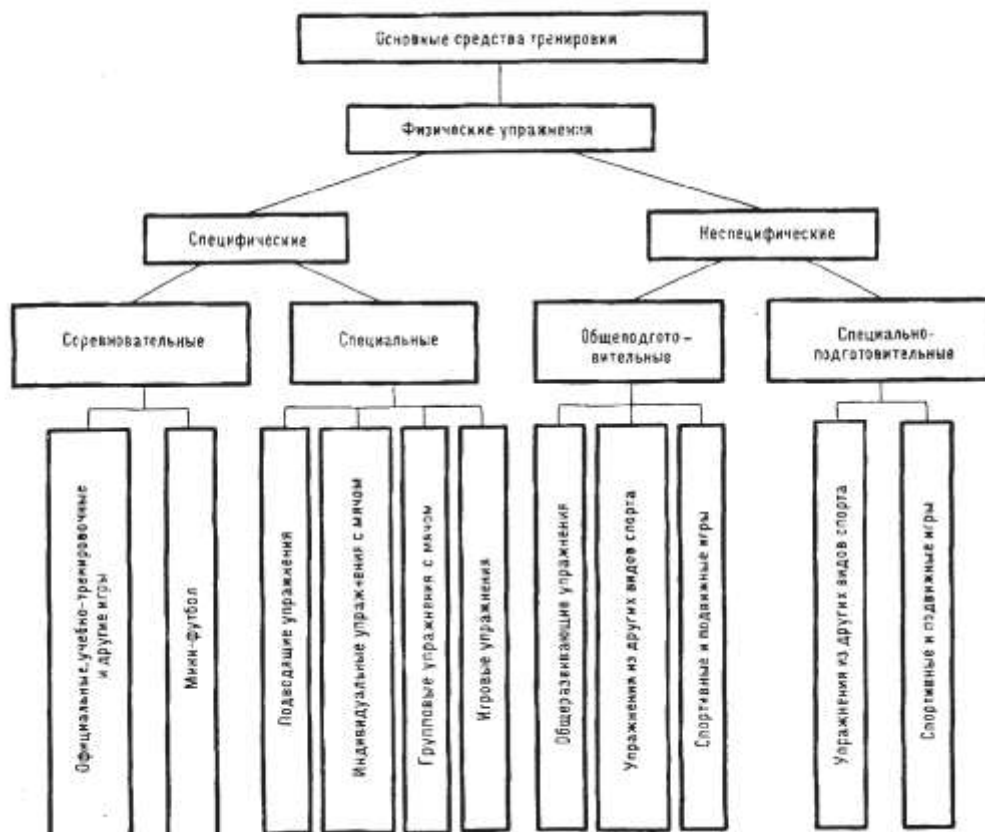 Основные средства тренировки
Физические упражнения
Специфические
Неспецифические
Соревновательные
Специальные
Общеподгото-
вительные
Специально-
подготовительные
Официальные, учебно-тренировочные
и другие игры
Мини-футбол
Подводящие упражнения
Индивидуальные упражнения с мячом
Групповые упражнения с мячом
Игровые упражнения
Общеразвивающие упражнения
Упражнения из других видов спорта
Спортивные и подвижные игры
Упражнения из других видов спорта
Спортивные и подвижные игры